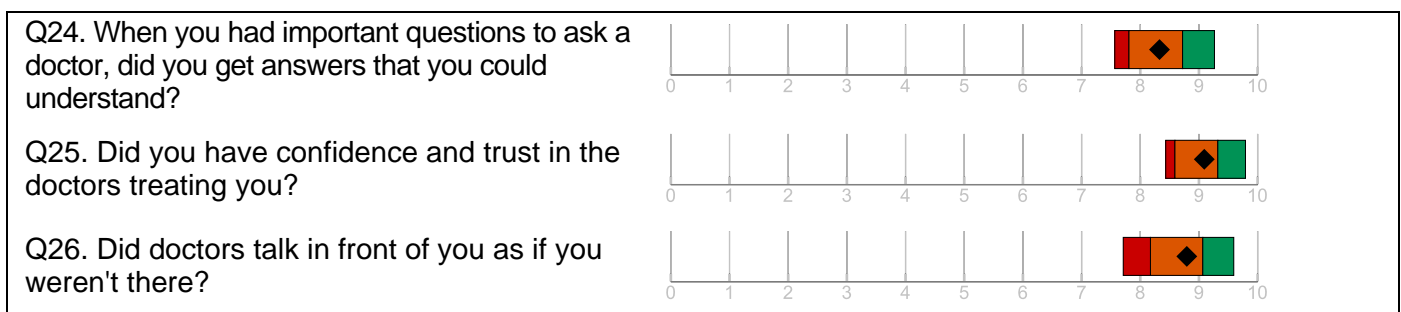 Q24. When you had important questions to ask a
doctor, did you get answers that you could
understand?
0 1 2 3 4 5 6 7 8 9 10
Q25. Did you have confidence and trust in the
doctors treating you?
0 1 2 3 4 5 6 7 8 9 10
Q26. Did doctors talk in front of you as if you
weren't there?
0 1 2 3 4 5 6 7 8 9 10